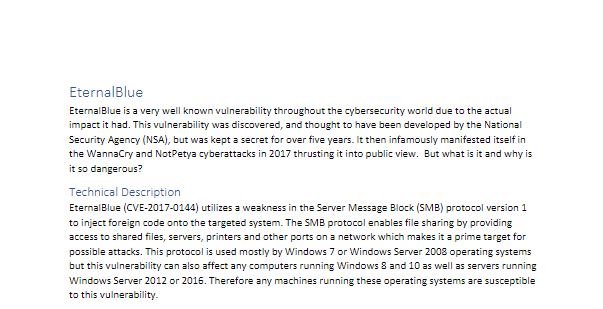 EternalBlue
EternalBlue is a very well known vulnerability throughout the cybersecurity world due to the actual
impact it had. This vulnerability was discovered, and thought to have been developed by the National
Security Agency (NSA), but was kept a secret for over five years. It then infamously manifested itself in
the WannaCry and NotPetya cyberattacks in 2017 thrusting it into public view.  But what is it and why is
it so dangerous?
Technical Description
EternalBlue (CVE-2017-0144) utilizes a weakness in the Server Message Block (SMB) protocol version 1
to inject foreign code onto the targeted system. The SMB protocol enables file sharing by providing
access to shared files, servers, printers and other ports on a network which makes it a prime target for
possible attacks. This protocol is used mostly by Windows 7 or Windows Server 2008 operating systems
but this vulnerability can also affect any computers running Windows 8 and 10 as well as servers running
Windows Server 2012 or 2016. Therefore any machines running these operating systems are susceptible
to this vulnerability.